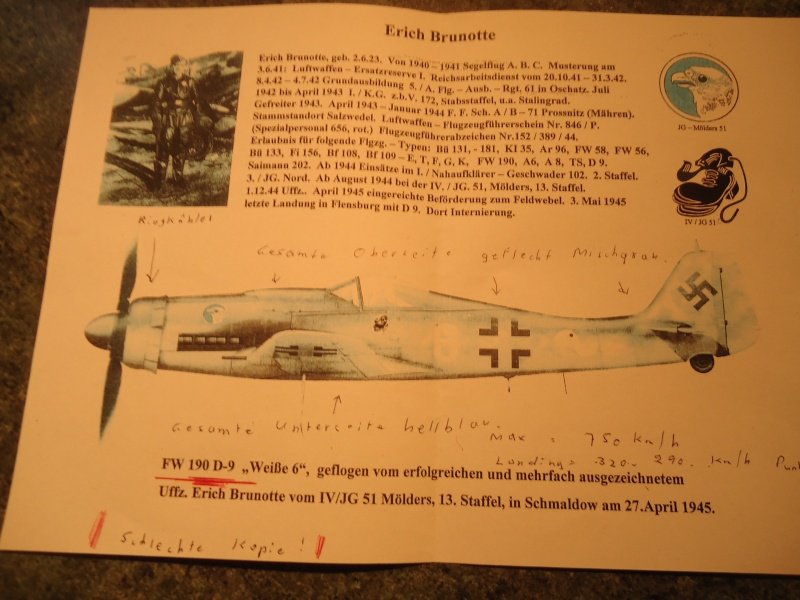 Erich Brunotte
Erich Brunotte, geb. 2.6.23. Von 1940 – 1941 Segelflug A. B. C. Musterung am
3.6.41: Luftwaffen – Ersatzreserve I. Reichsarbeitsdienst vom 20.10.41 – 31.3.42.
8.4.42 – 4.7.42 Grundausbildung 5. / A. Flg. – Ausb. – Rgt. 61 in Oschatz. Juli
1942 bis April 1943 I. / K.G. z.b.V. 172, Stabsstaffel, u.a. Stalingrad.
Gefreiter 1943. April 1943 – Januar 1944 F. F. Sch. A / B – 71 Prossnitz (Mähren).
Stammstandort Salzwedel. Luftwaffen – Flugzeugführerschein Nr. 846 / P.
(Spezialpersonal 656, rot.) Flugzeugführerabzeichen Nr.152 / 389 / 44.
Erlaubnis für folgende Flgzg. – Typen: Bü 131, - 181, Kl 35, Ar 96, FW 58, FW 56,
Bü 133, Fi 156, Bf 108, Bf 109 – E, T, F, G, K, FW 190, A6, A 8, TS, D 9.
Saimann 202. Ab 1944 Einsätze im I. / Nahaufklärer – Geschwader 102. 2. Staffel.
3. / JG. Nord. Ab August 1944 bei der IV. / JG. 51, Mölders, 13. Staffel.
1.12.44 Uffz. April 1945 eingereichte Beförderung zum Feldwebel. 3. Mai 1945
letzte Landung in Flensburg mit D 9. Dort Internierung.
JG – Mölders 51
IV / JG 51
Ringkühler
Gesamte Oberseite gefleckt Mischgrau.
Gesamte Unterseite hellblau.
Max = 750 km/h
Landung = 320 - 290. km/h
FW 190 D-9 „Weiße 6“, geflogen vom erfolgreichen und mehrfach ausgezeichnetem
Uffz. Erich Brunotte vom IV/JG 51 Mölders, 13. Staffel, in Schmaldow am 27.April 1945.
Schlechte Kopie!